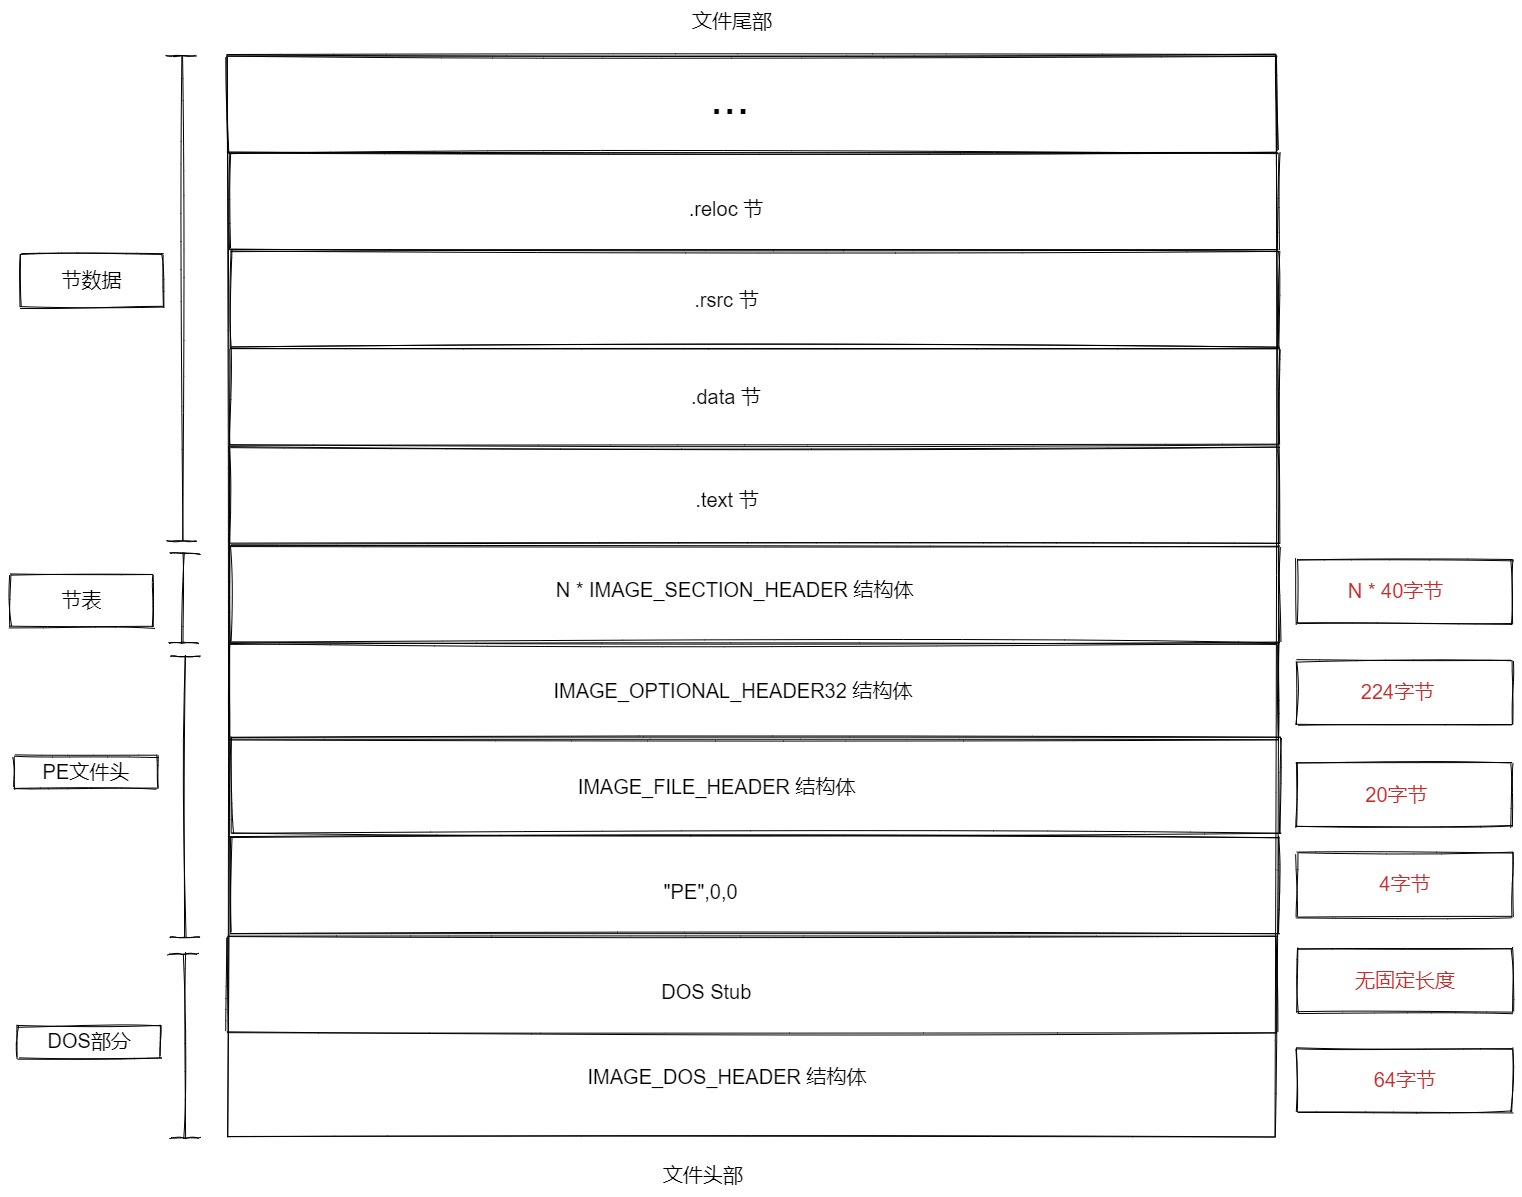 文件尾部
...
.reloc 节
节数据
.rsrc 节
.data 节
.text 节
节表
N * IMAGE_SECTION_HEADER 结构体
N * 40字节
IMAGE_OPTIONAL_HEADER32 结构体
224字节
PE文件头
IMAGE_FILE_HEADER 结构体
20字节
"PE",0,0
4字节
DOS Stub
无固定长度
DOS部分
IMAGE_DOS_HEADER 结构体
64字节
文件头部